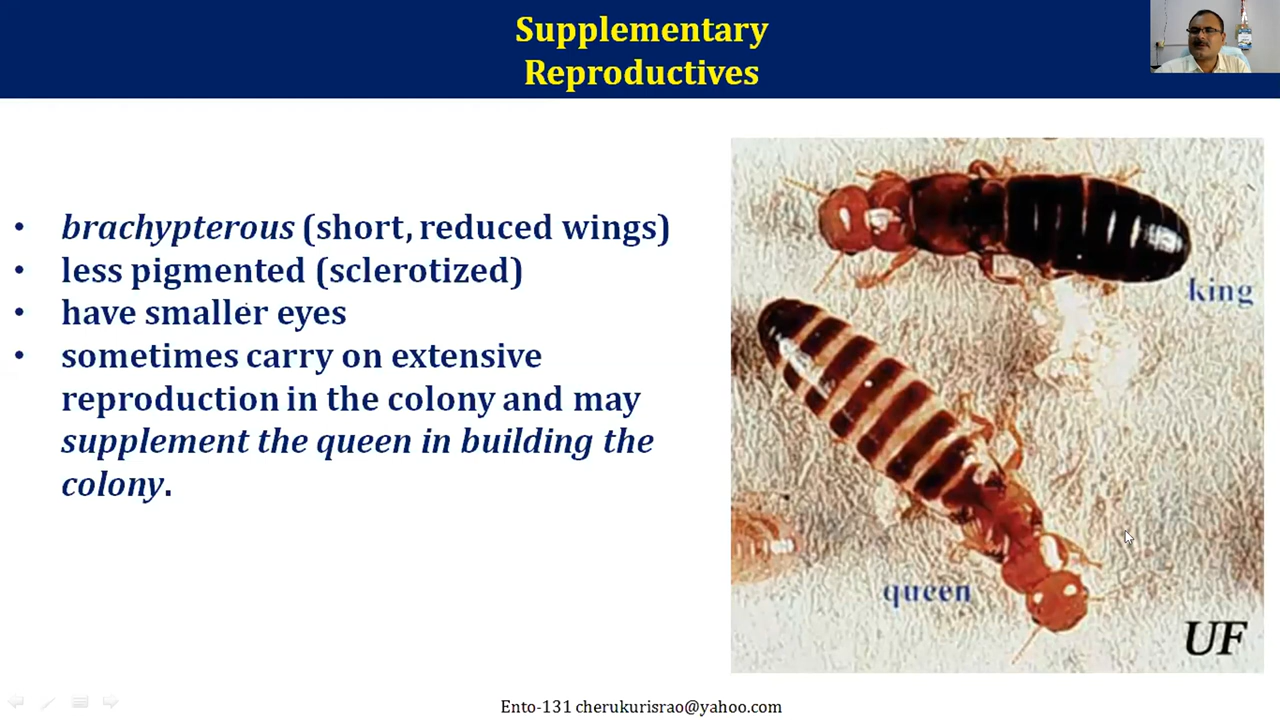 Supplementary
Reproductives
• brachypterous (short, reduced wings)
• less pigmented (sclerotized)
• have smaller eyes
• sometimes carry on extensive
reproduction in the colony and may
supplement the queen in building the
colony.
king
queen
UF
Ento-131 cherukurisrao@yahoo.com